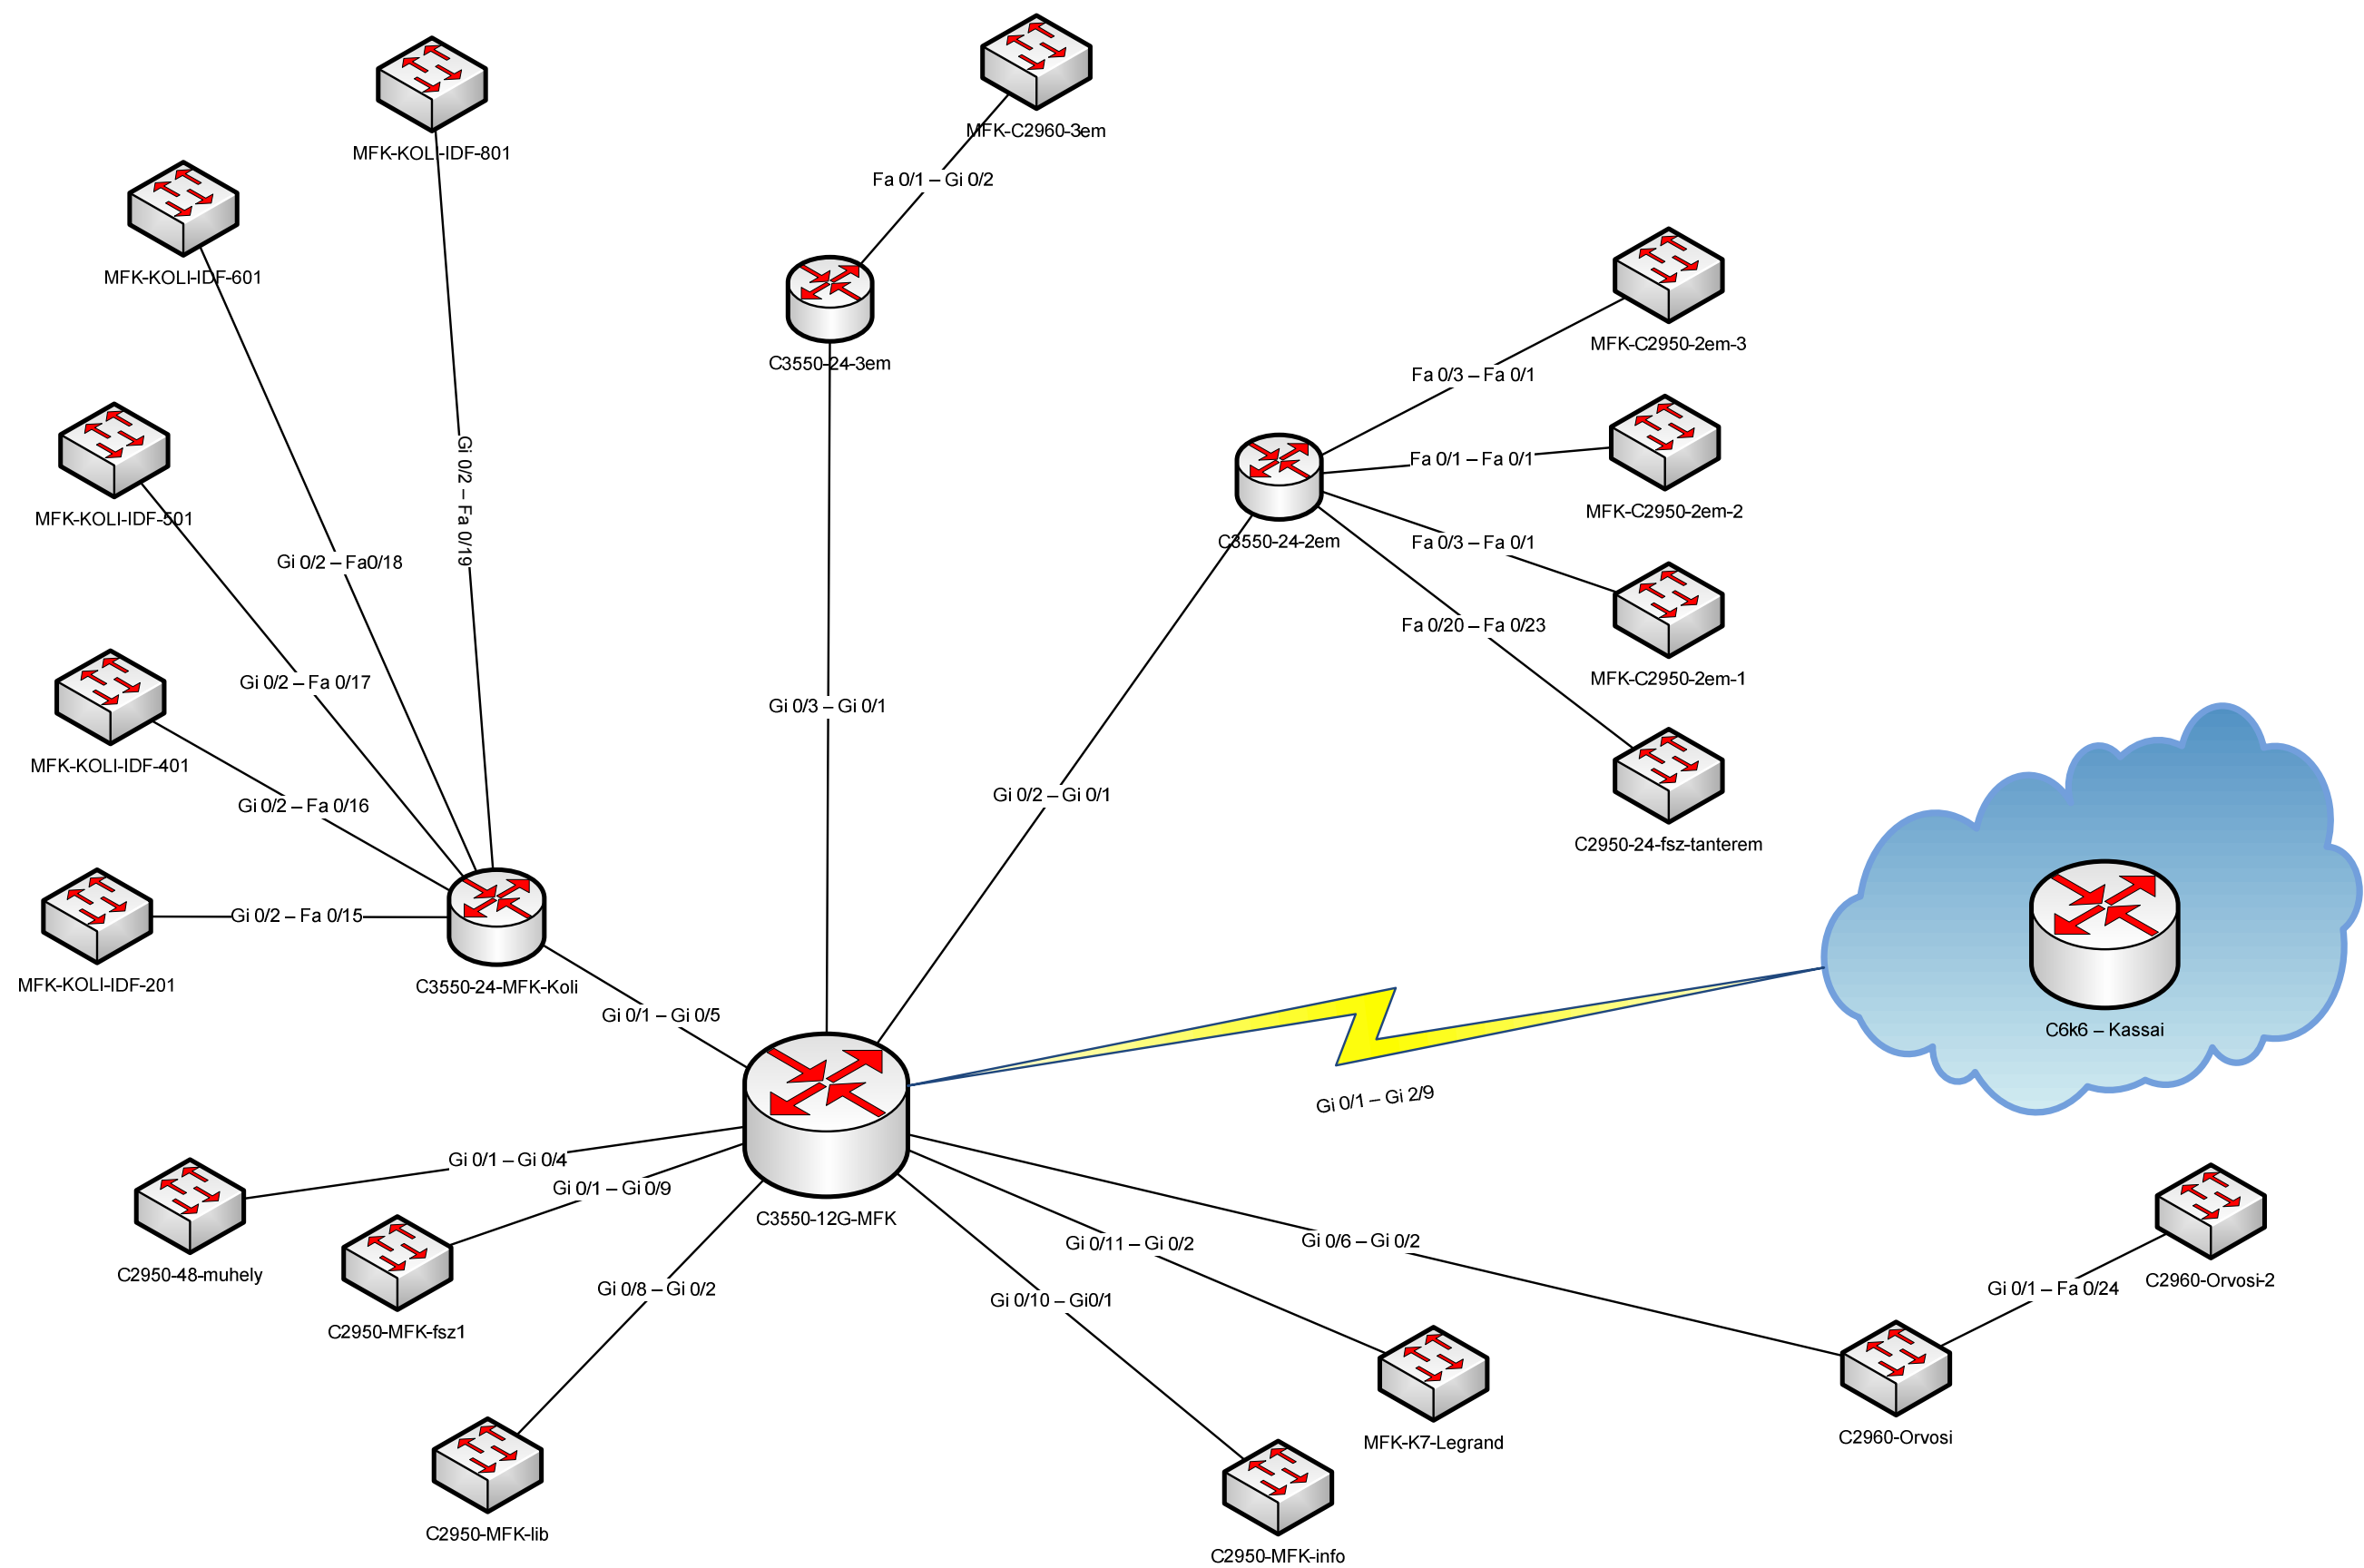 MFK-C2960-3em
MFK-KOLI-IDF-801
Fa 0/1 – Gi 0/2
MFK-KOLI-IDF-601
MFK-C2950-2em-3
C3550-24-3em
Fa 0/3 – Fa 0/1
Fa 0/1 – Fa 0/1
Gi 0/2 – Fa 0/19
MFK-C2950-2em-2
MFK-KOLI-IDF-501
C3550-24-2em
Fa 0/3 – Fa 0/1
Gi 0/2 – Fa0/18
Fa 0/20 – Fa 0/23
MFK-C2950-2em-1
Gi 0/2 – Fa 0/17
Gi 0/3 – Gi 0/1
MFK-KOLI-IDF-401
Gi 0/2 – Gi 0/1
Gi 0/2 – Fa 0/16
C2950-24-fsz-tanterem
Gi 0/2 – Fa 0/15
MFK-KOLI-IDF-201
C3550-24-MFK-Koli
Gi 0/1 – Gi 0/5
C6k6 – Kassai
Gi 0/1 – Gi 2/9
Gi 0/1 – Gi 0/4
Gi 0/1 – Gi 0/9
C3550-12G-MFK
Gi 0/11 – Gi 0/2
Gi 0/6 – Gi 0/2
C2950-48-muhely
C2960-Orvosi-2
Gi 0/8 – Gi 0/2
Gi 0/1 – Fa 0/24
Gi 0/10 – Gi0/1
C2950-MFK-fsz1
C2960-Orvosi
MFK-K7-Legrand
C2950-MFK-lib
C2950-MFK-info